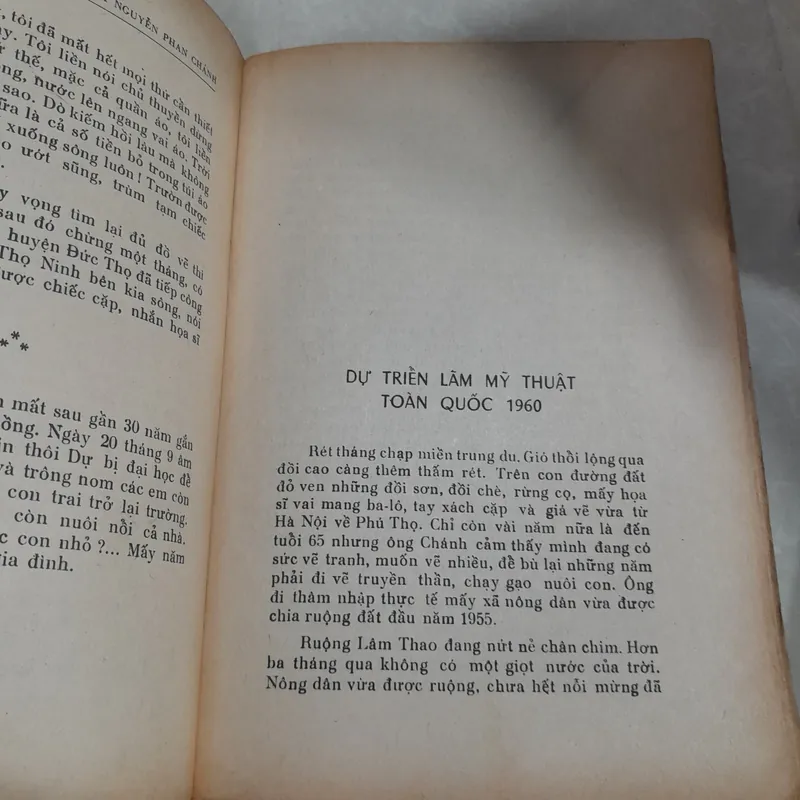 NGUYỄN PHAN CHÁNH
tôi đã mất hết mọi thứ cần thiết
Tôi liền nói chủ thuyền dừng
thế, mặc cả quần áo, tôi liền
nước lên ngang vai áo. Trời
sao. Dò kiếm hồi lâu mà không
là cả số tiền bỏ trong túi áo
xuống sông luôn! Trườn được
ướt sũng, trùm tạm chiếc
vọng tìm lại đủ đồ vẽ thì
sau đó chừng một tháng, có
huyện Đức Thọ đã tiếp công
Thọ Ninh bên kia sông, nói
được chiếc cặp, nhắn họa sĩ
***
mất sau gần 30 năm gắn
Ngày 20 tháng 9 âm
thôi Dự bị đại học để
và trông nom các em còn
con trai trở lại trường.
còn nuôi nổi cả nhà.
con nhỏ ?... Mấy năm
gia đình.
DỰ TRIỂN LÃM MỸ THUẬT
TOÀN QUỐC 1960
Rét tháng chạp miền trung du. Gió thổi lộng qua
đồi cao càng thêm thấm rét. Trên con đường đất
đỏ ven những đồi sơn, đồi chè, rừng cọ, mấy họa
sĩ vai mang ba-lô, tay xách cặp và giá vẽ vừa từ
Hà Nội về Phú Thọ. Chỉ còn vài năm nữa là đến
tuổi 65 nhưng ông Chánh cảm thấy mình đang có
sức vẽ tranh, muốn vẽ nhiều, để bù lại những năm
phải đi vẽ truyền thần, chạy gạo nuôi con. Ông
đi thâm nhập thực tế mấy xã nông dân vừa được
chia ruộng đất đầu năm 1955.
Ruộng Lâm Thao đang nứt nẻ chân chim. Hơn
ba tháng qua không có một giọt nước của trời.
Nông dân vừa được ruộng, chưa hết nỗi mừng đã